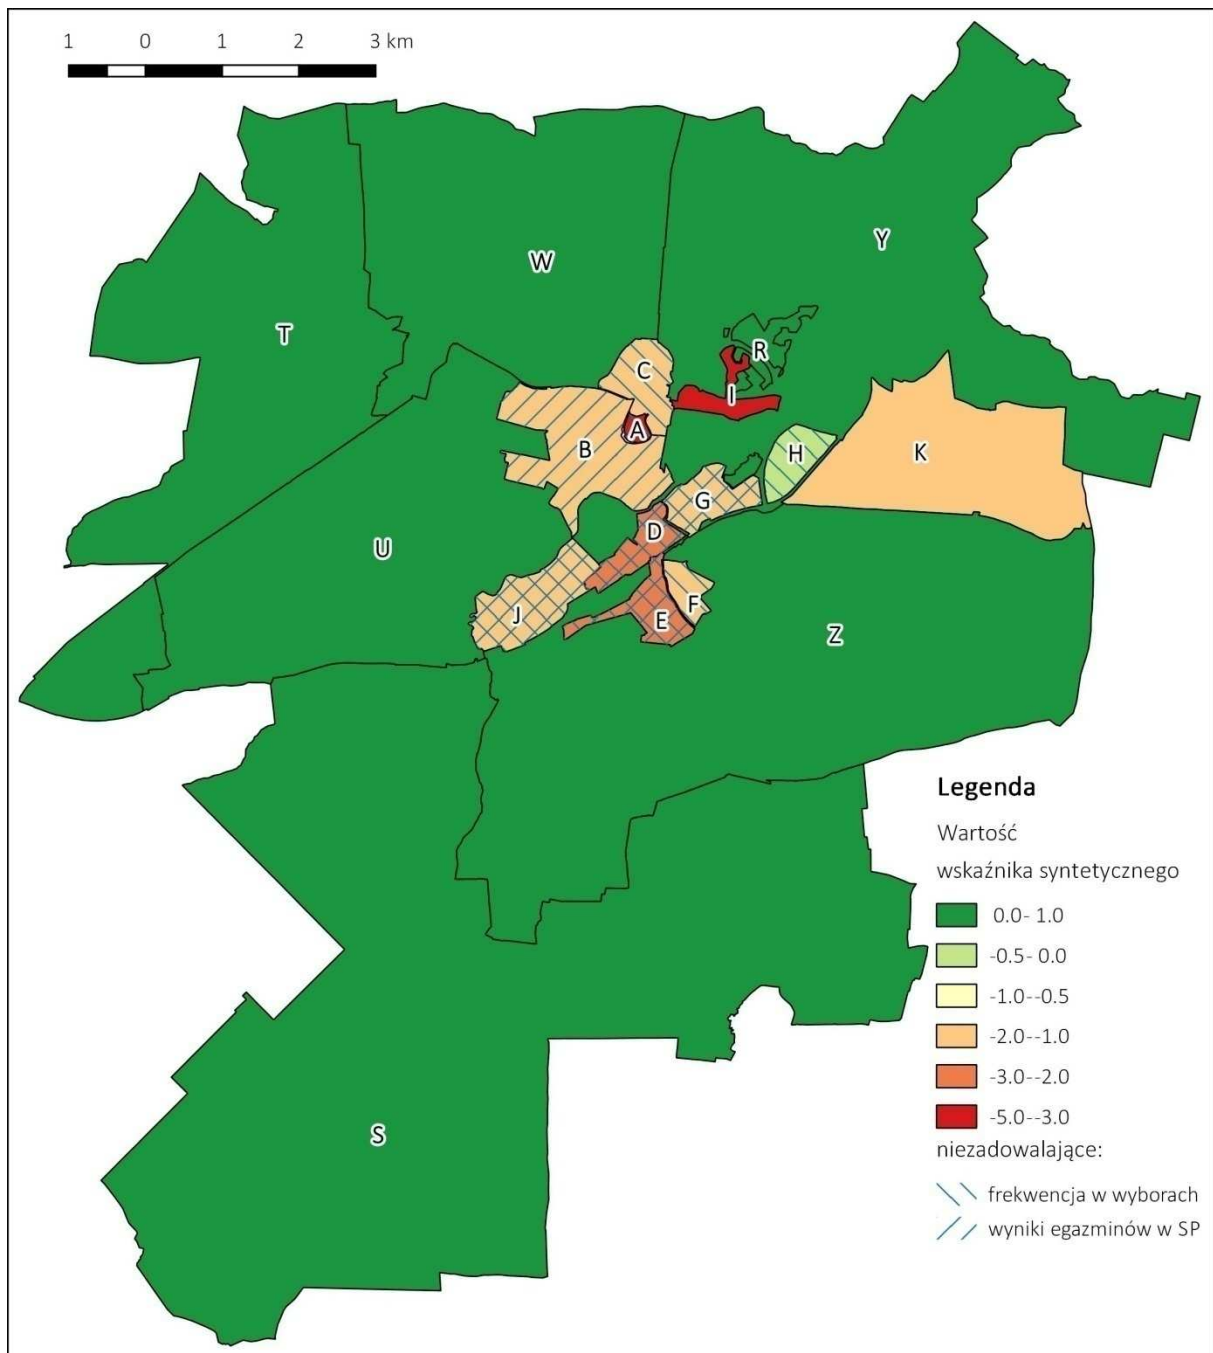 1 0 1 2 3 km
W
Y
T
R
C
I
A
H
B
K
G
D
U
F
J
E
Z
Legenda
Wartość
wskaźnika syntetycznego
0.0- 1.0
-0.5- 0.0
-1.0--0.5
-2.0--1.0
-3.0--2.0
-5.0--3.0
niezadowalające:
frekwencja w wyborach
wyniki egazminów w SP
S